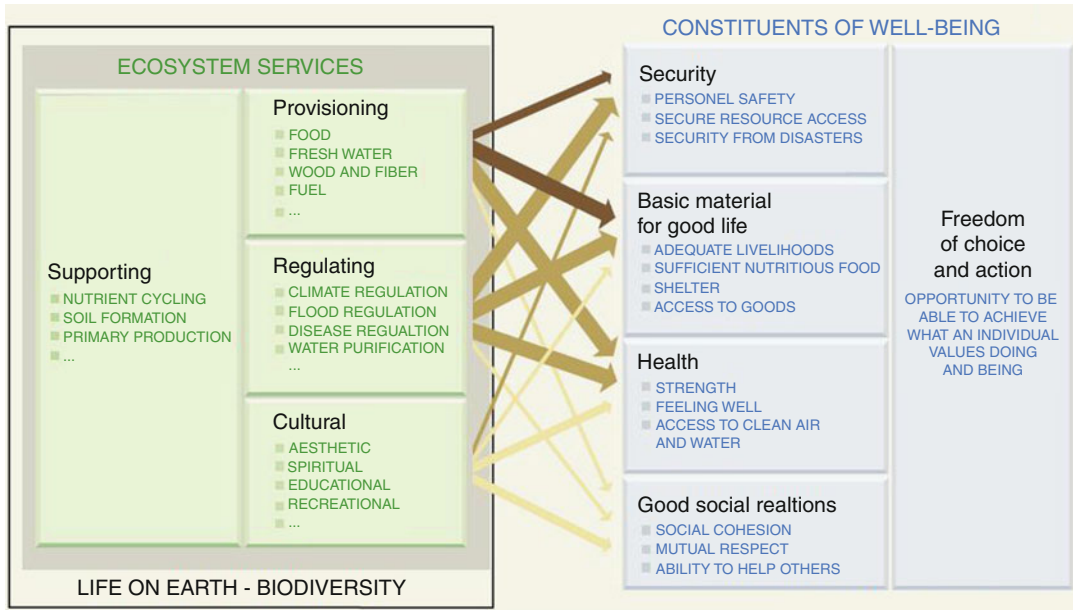 ECOSYSTEM SERVICES
Supporting
NUTRIENT CYCLING
SOIL FORMATION
PRIMARY PRODUCTION
...
Provisioning
FOOD
FRESH WATER
WOOD AND FIBER
FUEL
...
Regulating
CLIMATE REGULATION
FLOOD REGULATION
DISEASE REGUALTION
WATER PURIFICATION
...
Cultural
AESTHETIC
SPIRITUAL
EDUCATIONAL
RECREATIONAL
...
LIFE ON EARTH - BIODIVERSITY
CONSTITUENTS OF WELL-BEING
Security
PERSONEL SAFETY
SECURE RESOURCE ACCESS
SECURITY FROM DISASTERS
Basic material
for good life
ADEQUATE LIVELIHOODS
SUFFICIENT NUTRITIOUS FOOD
SHELTER
ACCESS TO GOODS
Health
STRENGTH
FEELING WELL
ACCESS TO CLEAN AIR
AND WATER
Good social realtions
SOCIAL COHESION
MUTUAL RESPECT
ABILITY TO HELP OTHERS
Freedom
of choice
and action
OPPORTUNITY TO BE
ABLE TO ACHIEVE
WHAT AN INDIVIDUAL
VALUES DOING
AND BEING